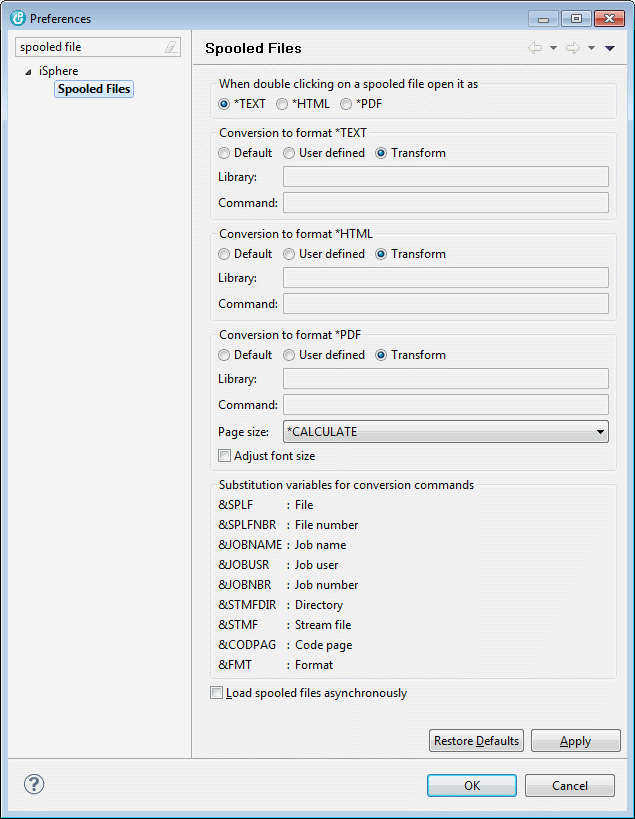 Preferences
spooled file
iSphere
Spooled Files
Spooled Files
When double clicking on a spooled file open it as
*TEXT *HTML *PDF
Conversion to format *TEXT
Default User defined Transform
Library:
Command:
Conversion to format *HTML
Default User defined Transform
Library:
Command:
Conversion to format *PDF
Default User defined Transform
Library:
Command:
Page size: *CALCULATE
Adjust font size
Substitution variables for conversion commands
&SPLF : File
&SPLFNBR : File number
&JOBNAME : Job name
&JOBUSR : Job user
&JOBNBR : Job number
&STMFDIR : Directory
&STMF : Stream file
&CODPAG : Code page
&FMT : Format
Load spooled files asynchronously
Restore Defaults Apply
OK Cancel